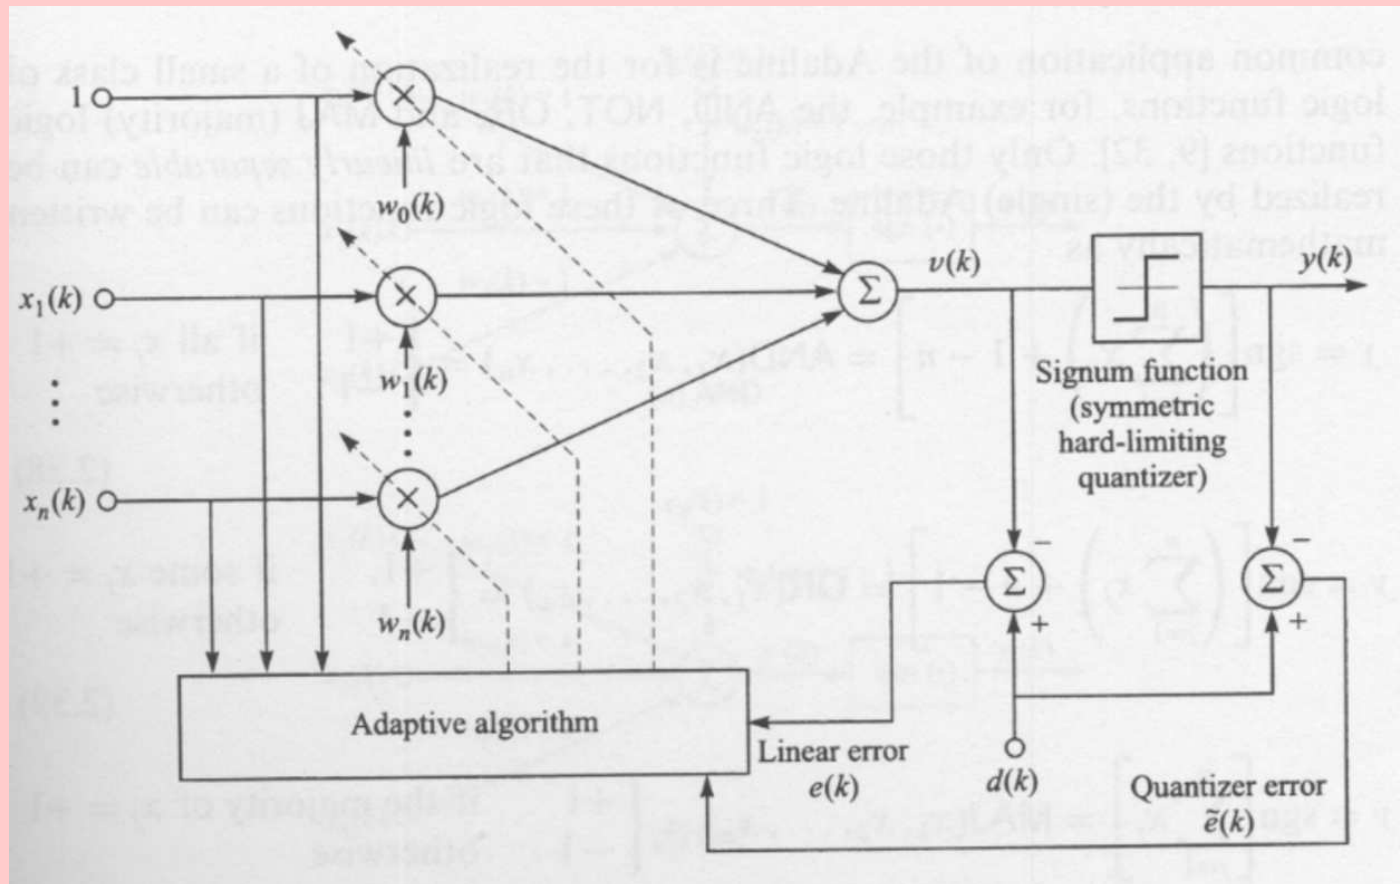 1
w₀(k)
x₁(k)
w₁(k)
⋮
xₙ(k)
wₙ(k)
Σ
v(k)
y(k)
Signum function
(symmetric
hard-limiting
quantizer)
−
Σ
+
−
Σ
+
Adaptive algorithm
Linear error
e(k)
d(k)
Quantizer error
ẽ(k)